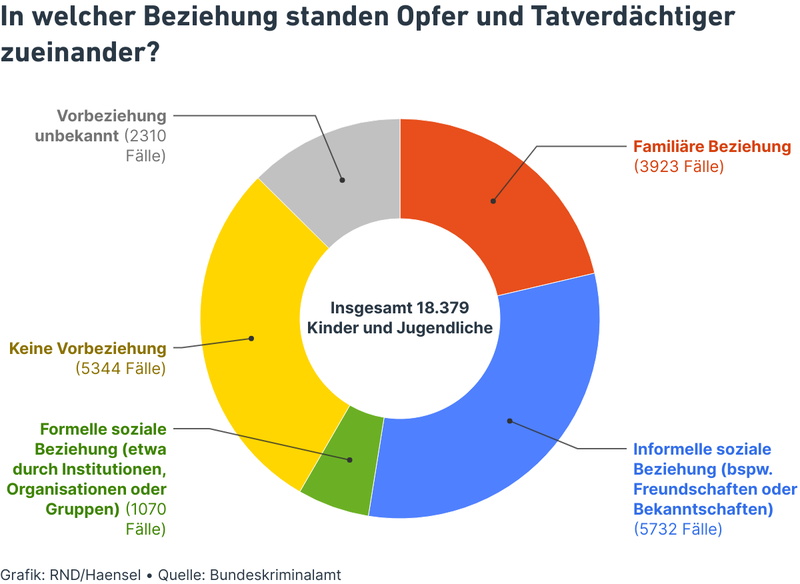 In welcher Beziehung standen Opfer und Tatverdächtiger
zueinander?
Vorbeziehung
unbekannt (2310
Fälle)
Familiäre Beziehung
(3923 Fälle)
Insgesamt 18.379
Kinder und Jugendliche
Keine Vorbeziehung
(5344 Fälle)
Formelle soziale
Beziehung (etwa
durch Institutionen,
Organisationen oder
Gruppen) (1070
Fälle)
Informelle soziale
Beziehung (bspw.
Freundschaften oder
Bekanntschaften)
(5732 Fälle)
Grafik: RND/Haensel • Quelle: Bundeskriminalamt